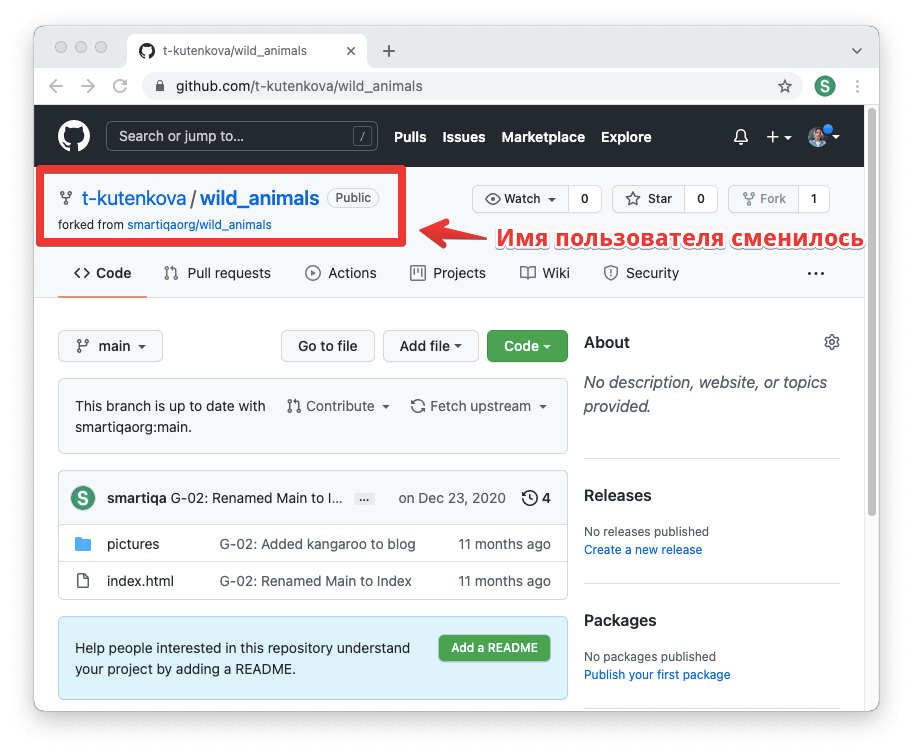 t-kutenkova/wild_animals
github.com/t-kutenkova/wild_animals
S
Search or jump to...
/
Pulls Issues Marketplace Explore
t-kutenkova / wild_animals Public
forked from smartiqaorg/wild_animals
Watch 0 Star 0 Fork 1
Имя пользователя сменилось
Code Pull requests Actions Projects Wiki Security ...
main Go to file Add file Code
This branch is up to date with smartiqaorg:main.
Contribute Fetch upstream
S smartiqa G-02: Renamed Main to I... ... on Dec 23, 2020 4
pictures G-02: Added kangaroo to blog 11 months ago
index.html G-02: Renamed Main to Index 11 months ago
Help people interested in this repository understand
your project by adding a README.
Add a README
About
No description, website, or topics
provided.
Releases
No releases published
Create a new release
Packages
No packages published
Publish your first package